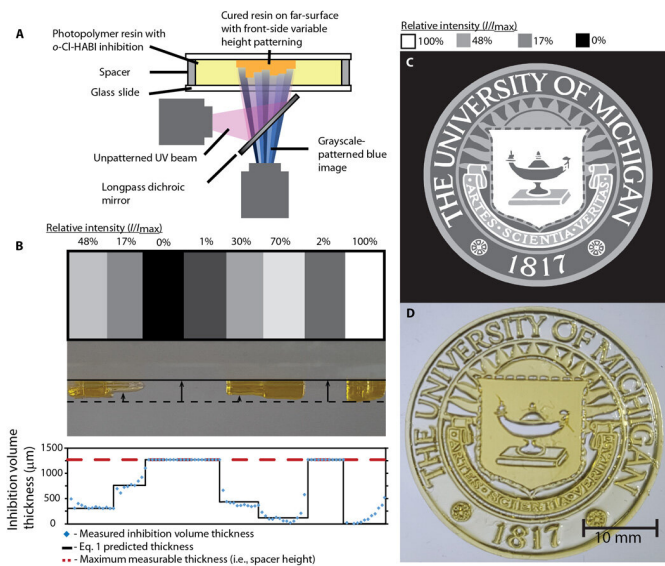 A
Cured resin on far-surface
with front-side variable
height patterning
Photopolymer resin with
o-Cl-HABI inhibition
Spacer
Glass slide
Unpatterned UV beam
Longpass dichroic
mirror
Grayscale-
patterned blue
image
Relative intensity (I/Imax)
B
48% 17% 0% 1% 30% 70% 2% 100%
Inhibition volume
thickness (μm)
1500
1000
500
0
- Measured inhibition volume thickness
- Eq. 1 predicted thickness
- Maximum measurable thickness (i.e., spacer height)
Relative intensity (I/Imax)
100% 48% 17% 0%
C
THE UNIVERSITY OF MICHIGAN
ARTES · SCIENTIA · VERITAS
1817
D
THE UNIVERSITY OF MICHIGAN
ARTES SCIENTIA VERITAS
1817
10 mm